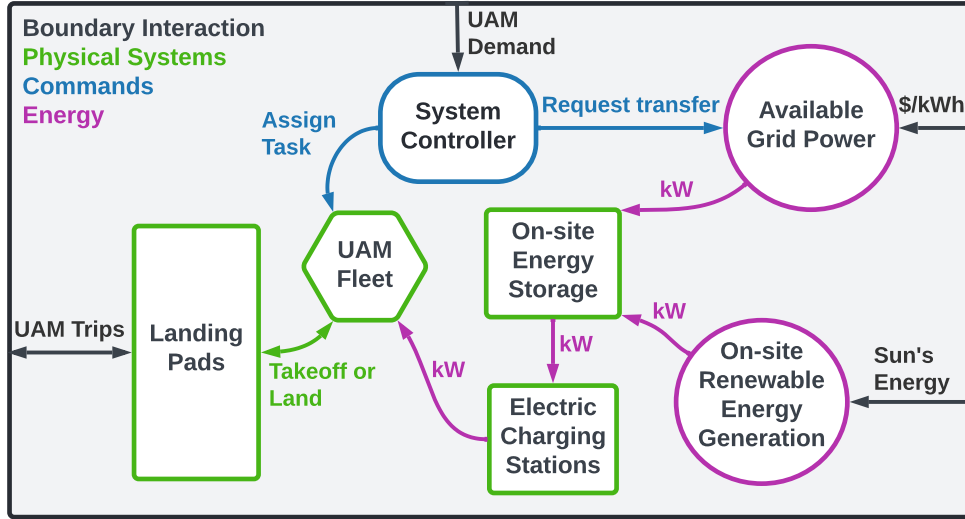 Boundary Interaction
Physical Systems
Commands
Energy
UAM
Demand
System
Controller
Request transfer
Available
Grid Power
$/kWh
Assign
Task
kW
UAM
Fleet
On-site
Energy
Storage
UAM Trips
Landing
Pads
Takeoff or
Land
kW
kW
kW
On-site
Renewable
Energy
Generation
Sun's
Energy
Electric
Charging
Stations